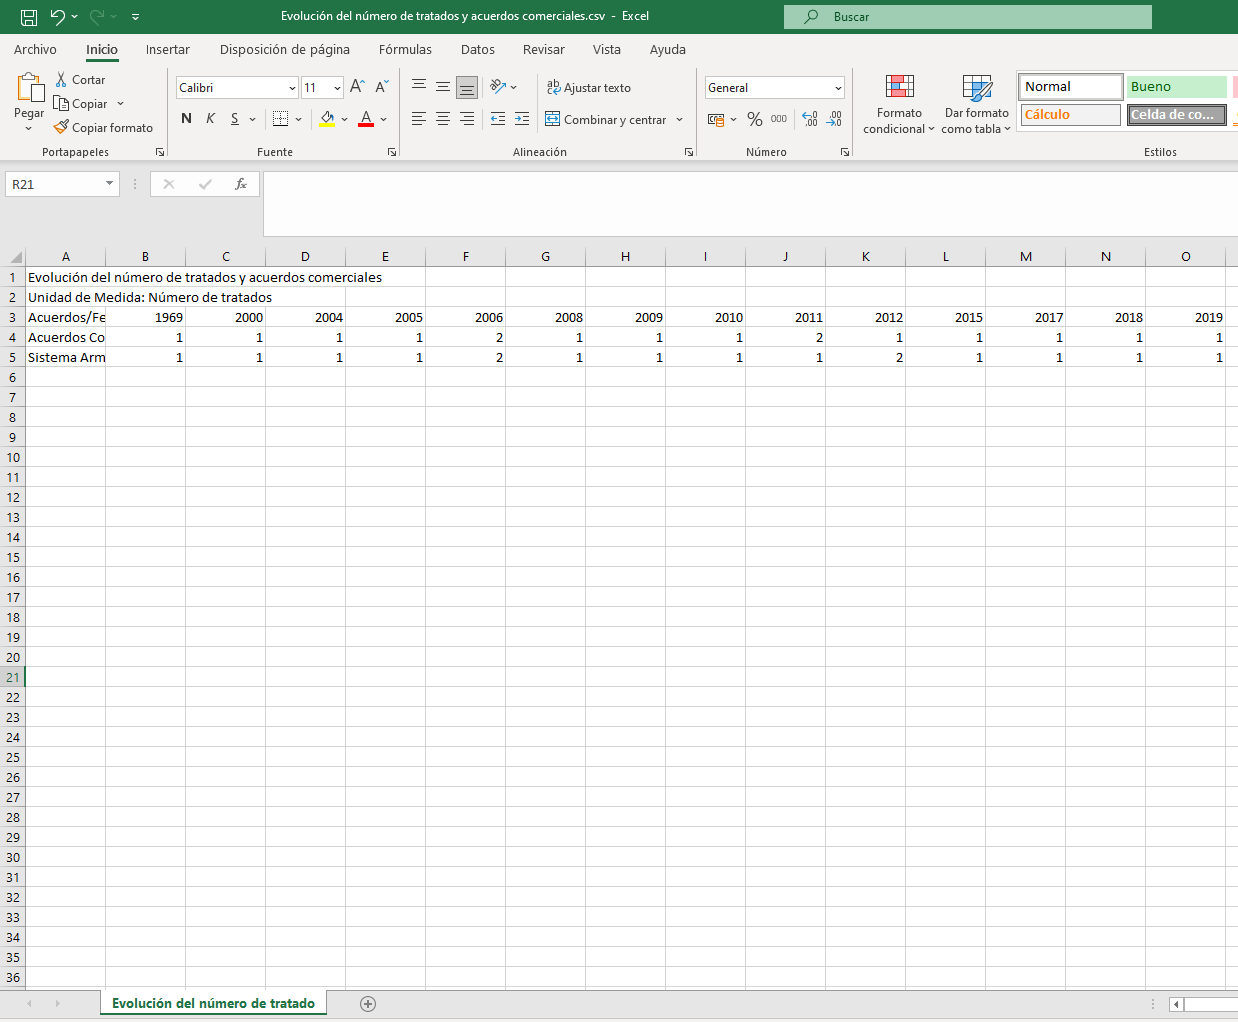 Evolución del número de tratados y acuerdos comerciales.csv - Excel
Buscar
Archivo Inicio Insertar Disposición de página Fórmulas Datos Revisar Vista Ayuda
Pegar
Cortar
Copiar
Copiar formato
Portapapeles
Calibri 11 A A
N K S A
Fuente
ab Ajustar texto
Combinar y centrar
Alineación
General
% 000 ,00 ,00
Número
Formato condicional
Dar formato como tabla
Normal Bueno
Cálculo Celda de co...
Estilos
R21 fx
A B C D E F G H I J K L M N O
1 Evolución del número de tratados y acuerdos comerciales
2 Unidad de Medida: Número de tratados
3 Acuerdos/Fe 1969 2000 2004 2005 2006 2008 2009 2010 2011 2012 2015 2017 2018 2019
4 Acuerdos Co 1 1 1 1 2 1 1 1 2 1 1 1 1 1
5 Sistema Arm 1 1 1 1 2 1 1 1 1 2 1 1 1 1
6
7
8
9
10
11
12
13
14
15
16
17
18
19
20
21
22
23
24
25
26
27
28
29
30
31
32
33
34
35
36
Evolución del número de tratado